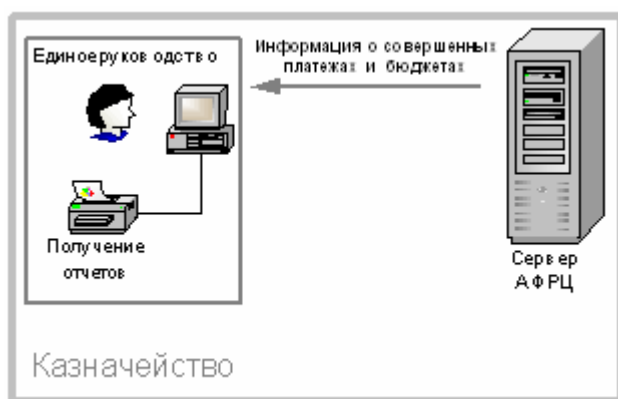 Единоеруководство
Информация о совершенных
платежах и бюджетах
Получение
отчетов
Сервер
АФРЦ
Казначейство